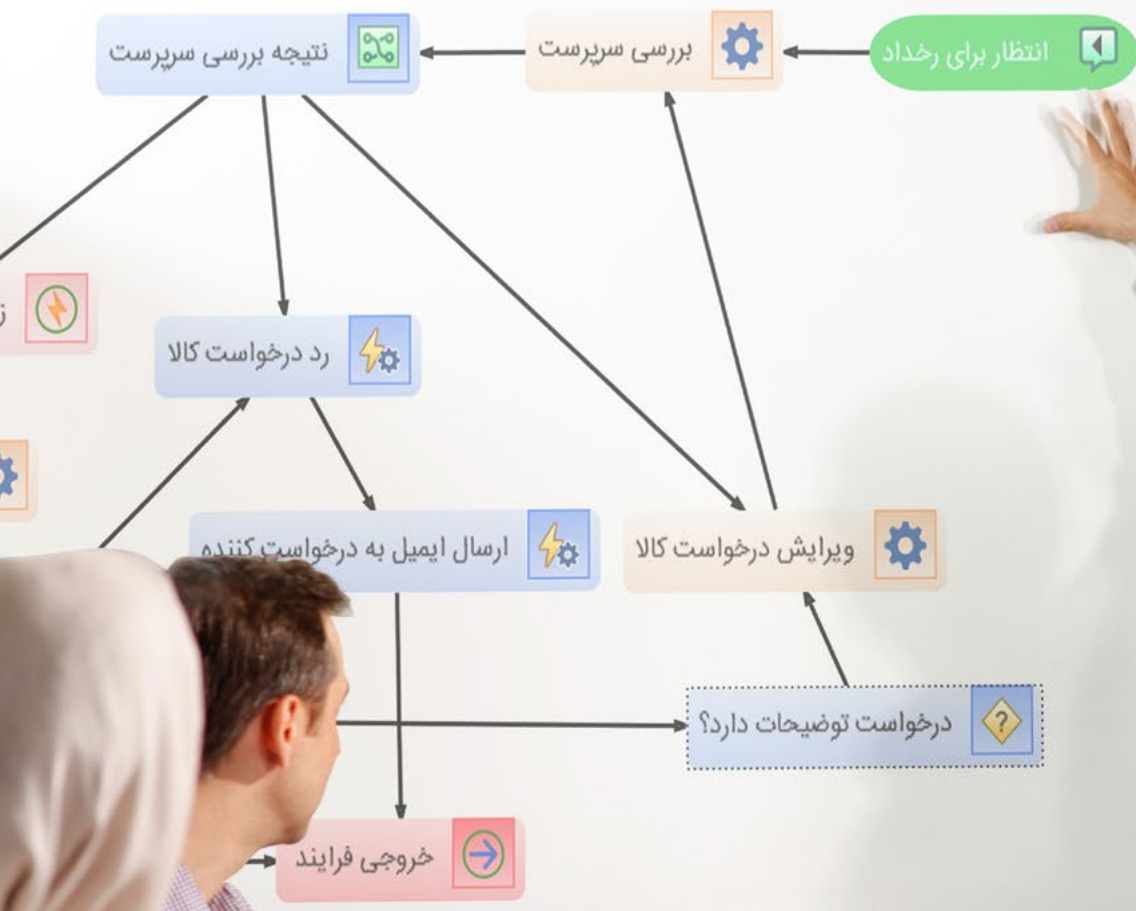 انتظار برای رخداد
بررسی سرپرست
نتیجه بررسی سرپرست
رد درخواست کالا
ویرایش درخواست کالا
ارسال ایمیل به درخواست کننده
درخواست توضیحات دارد؟
خروجی فرایند